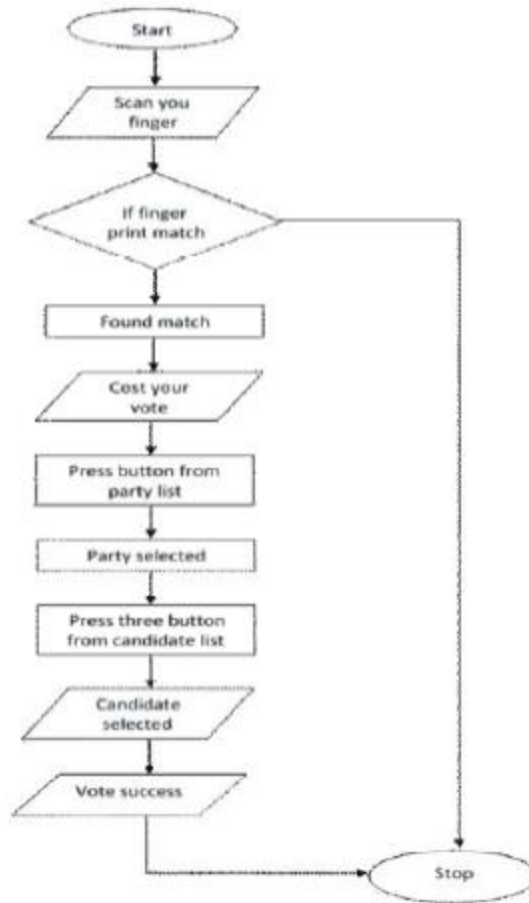 Start
Scan you
finger
If finger
print match
Found match
Cost your
vote
Press button from
party list
Party selected
Press three button
from candidate list
Candidate
selected
Vote success
Stop